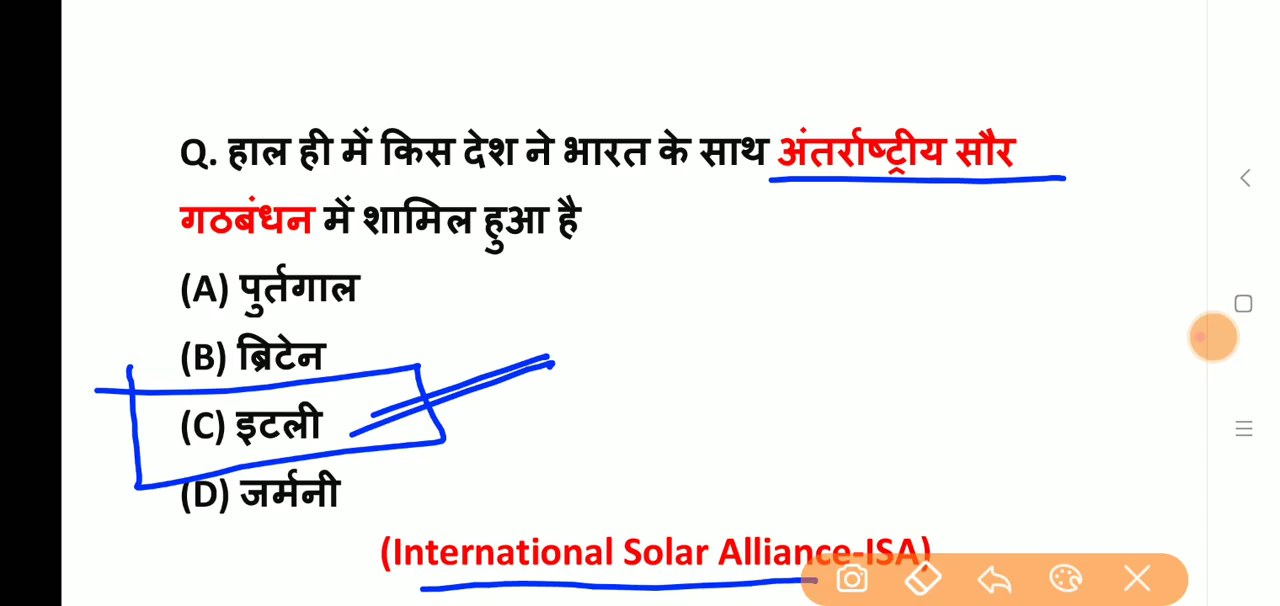 Q. हाल ही में किस देश ने भारत के साथ अंतर्राष्ट्रीय सौर
गठबंधन में शामिल हुआ है
(A) पुर्तगाल
(B) ब्रिटेन
(C) इटली
(D) जर्मनी
(International Solar Alliance-ISA)